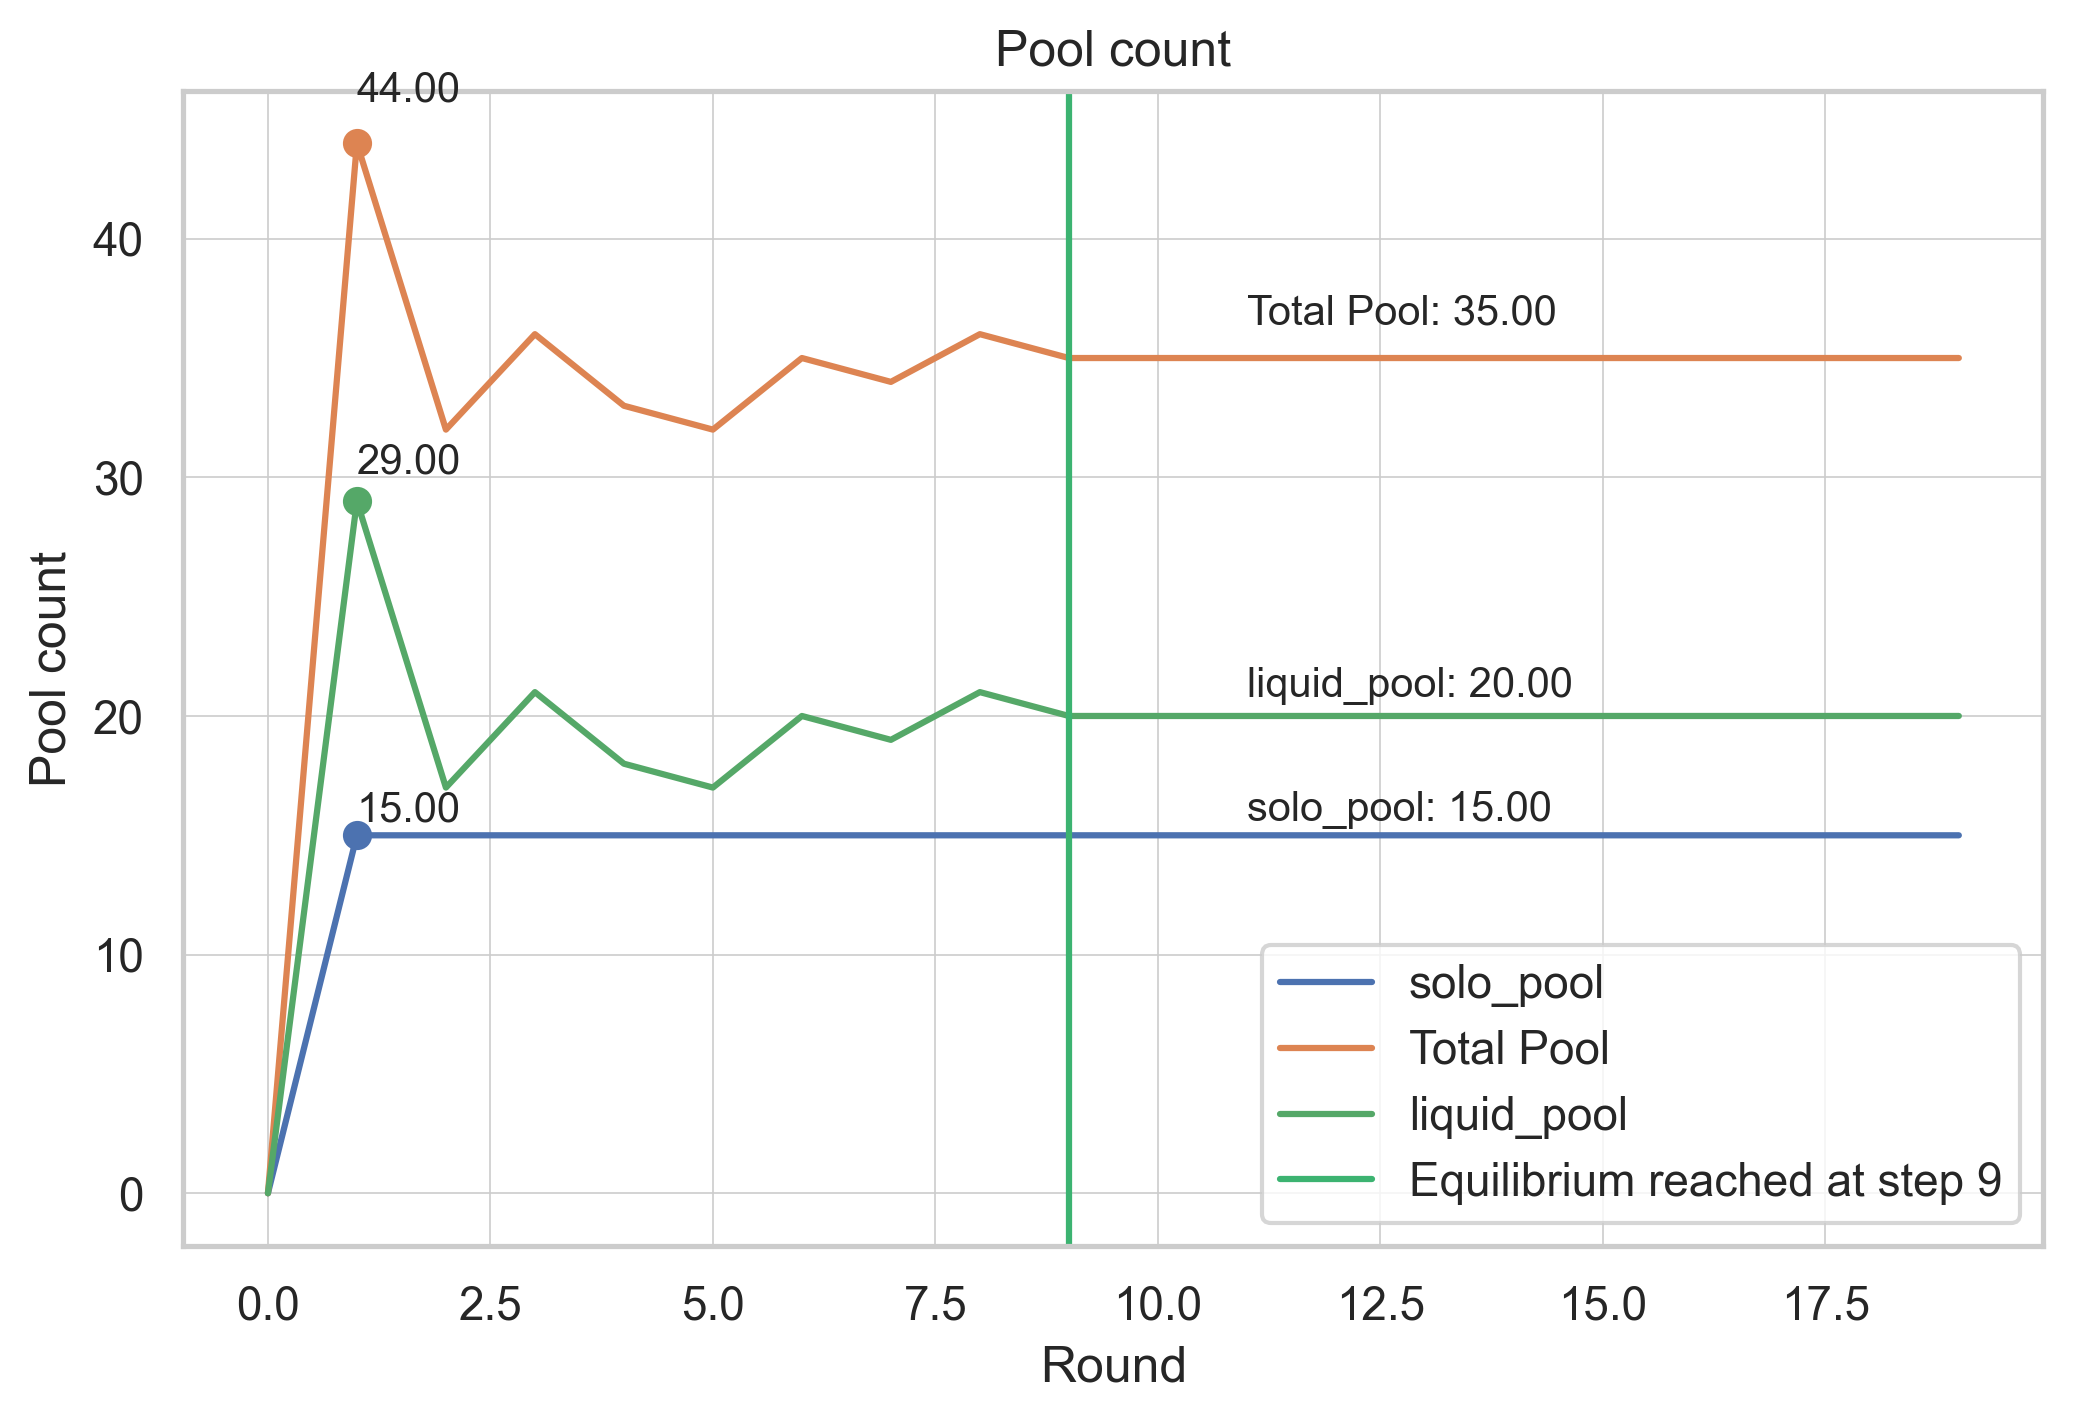 Pool count
44.00
40
Total Pool: 35.00
29.00
30
liquid_pool: 20.00
20
15.00
solo_pool: 15.00
Pool count
10
0
solo_pool
Total Pool
liquid_pool
Equilibrium reached at step 9
0.0 2.5 5.0 7.5 10.0 12.5 15.0 17.5
Round